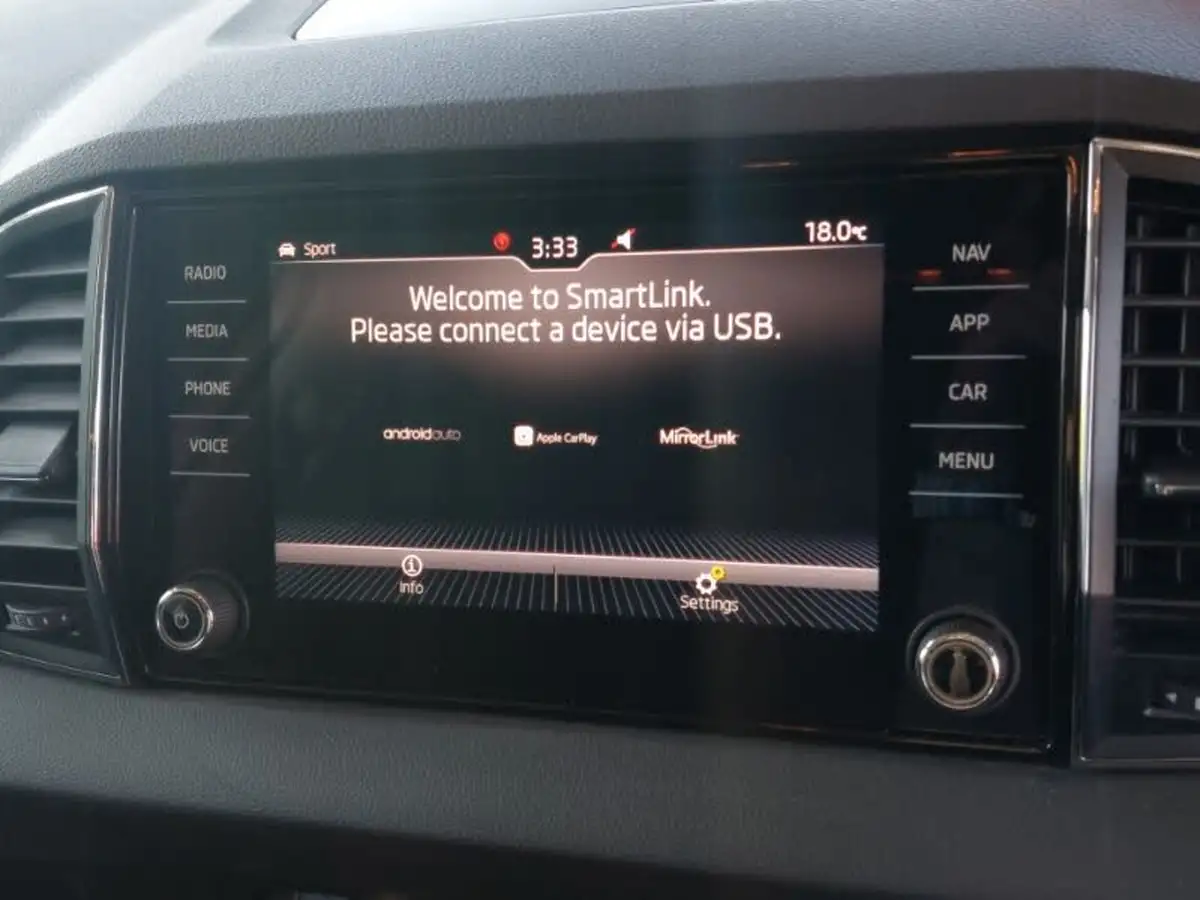 Sport
3:33
18.0°C
Welcome to SmartLink.
Please connect a device via USB.
androidauto
Apple CarPlay
MirrorLink
Info
Settings
RADIO
MEDIA
PHONE
VOICE
NAV
APP
CAR
MENU